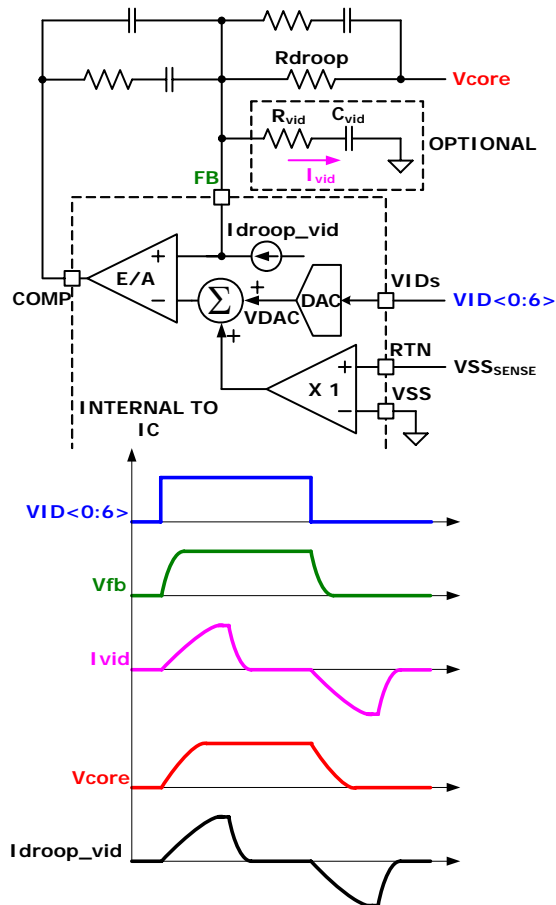 Rdroop
Vcore
Rvid
Cvid
OPTIONAL
Ivid
FB
Idroop_vid
+
E/A
−
COMP
Σ
+
+
VDAC
DAC
VIDs
VID<0:6>
RTN
VSSSENSE
+
X 1
−
VSS
INTERNAL TO
IC
VID<0:6>
Vfb
Ivid
Vcore
Idroop_vid